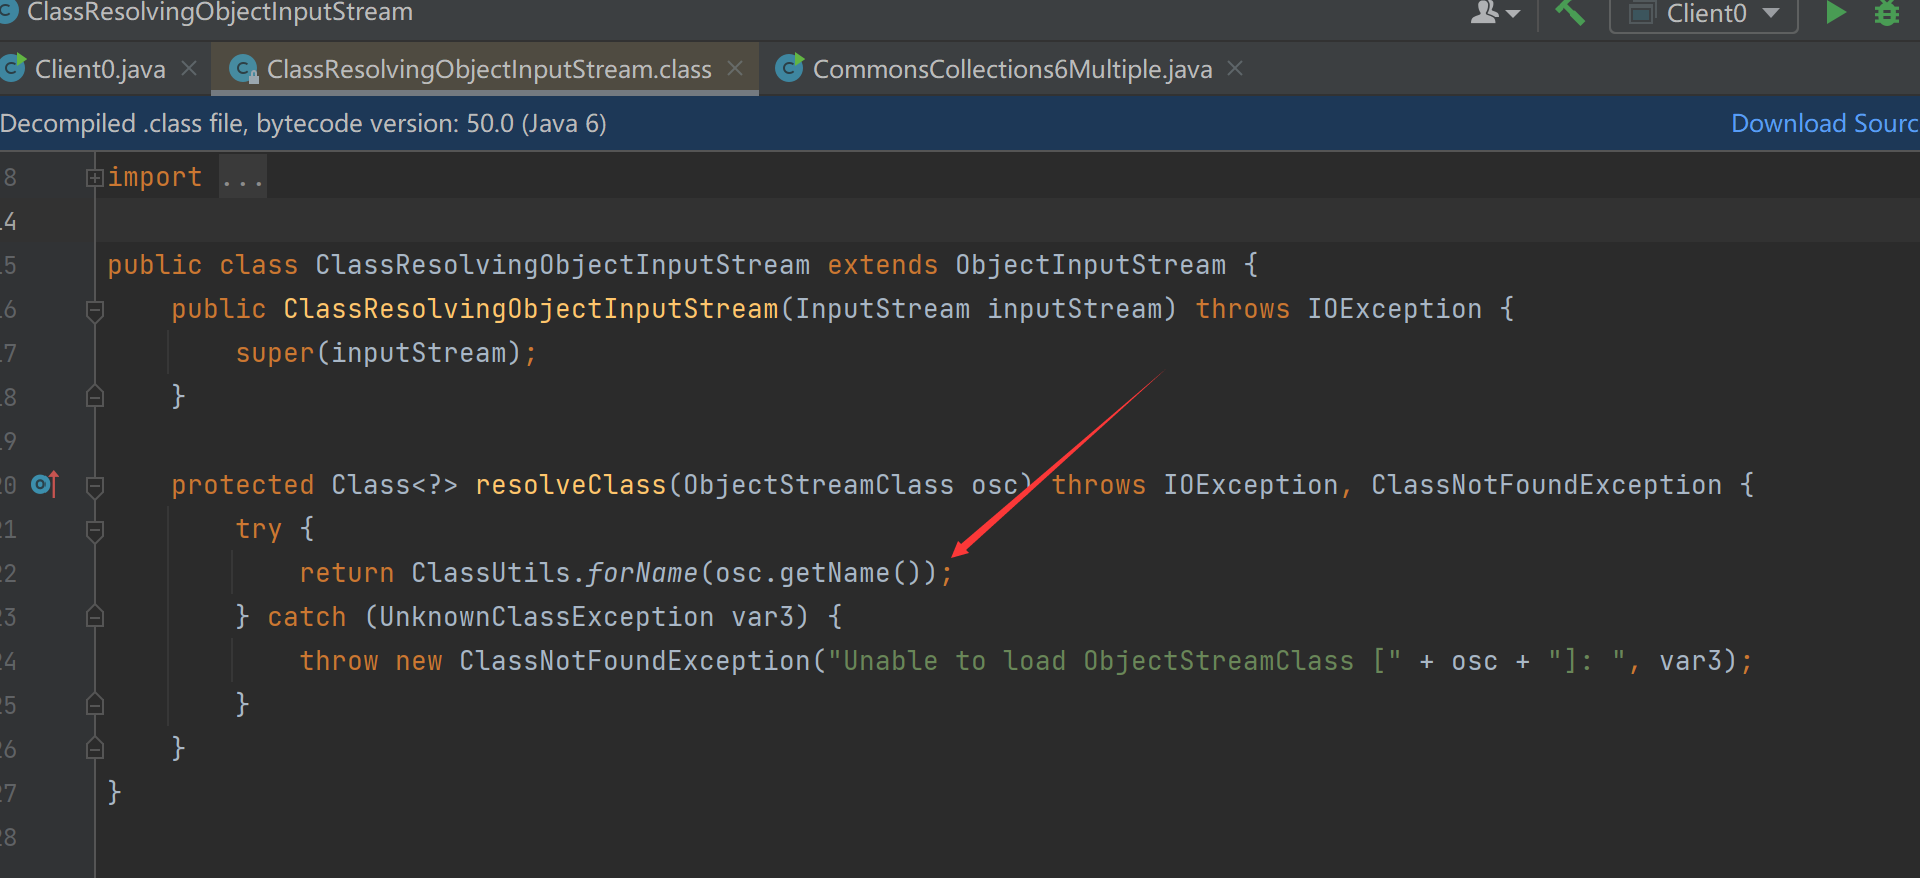 ClassResolvingObjectInputStream
Client0
Client0.java
ClassResolvingObjectInputStream.class
CommonsCollections6Multiple.java
Decompiled .class file, bytecode version: 50.0 (Java 6)
Download Sourc
8 import ...
4
5 public class ClassResolvingObjectInputStream extends ObjectInputStream {
6 public ClassResolvingObjectInputStream(InputStream inputStream) throws IOException {
7 super(inputStream);
8 }
9
20 protected Class<?> resolveClass(ObjectStreamClass osc) throws IOException, ClassNotFoundException {
21 try {
22 return ClassUtils.forName(osc.getName());
23 } catch (UnknownClassException var3) {
24 throw new ClassNotFoundException("Unable to load ObjectStreamClass [" + osc + "]: ", var3);
25 }
26 }
27 }
28